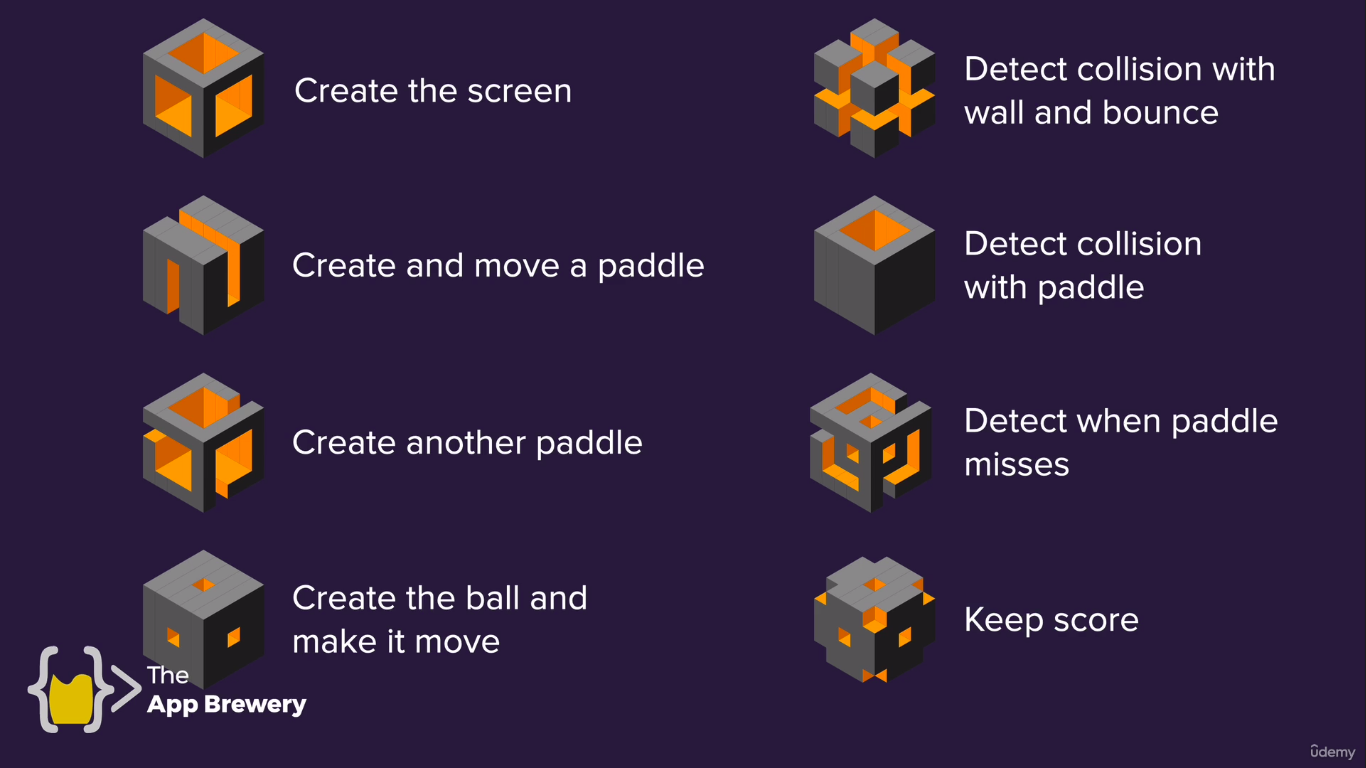 Create the screen
Create and move a paddle
Create another paddle
Create the ball and
make it move
Detect collision with
wall and bounce
Detect collision
with paddle
Detect when paddle
misses
Keep score
The
App Brewery
ûdemy